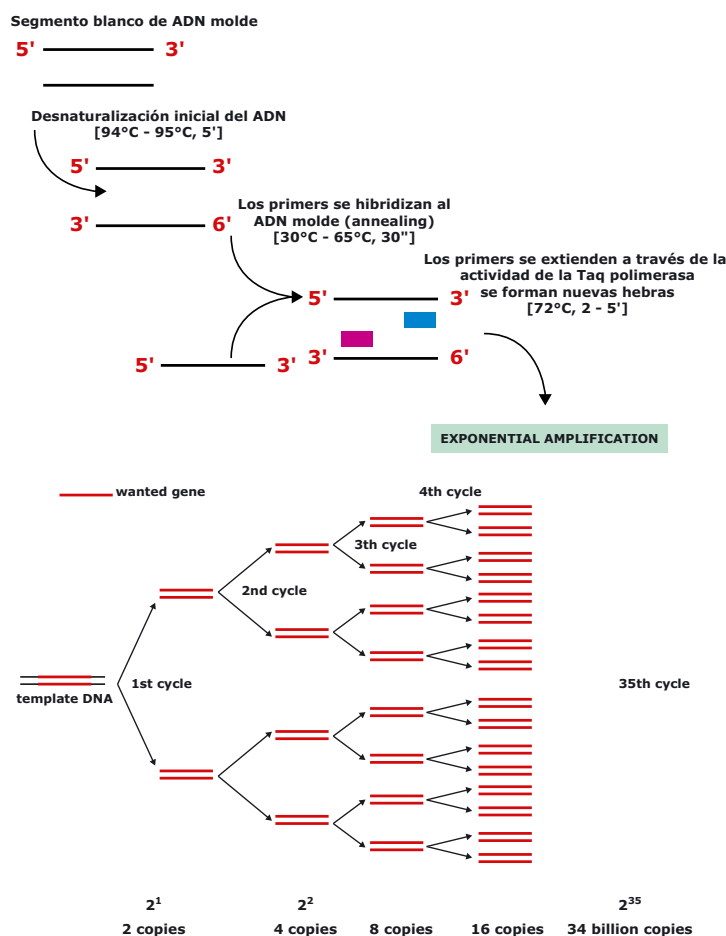 Segmento blanco de ADN molde
5' 3'
Desnaturalización inicial del ADN
[94°C - 95°C, 5']
5' 3'
3' 6'
Los primers se hibridizan al
ADN molde (annealing)
[30°C - 65°C, 30"]
Los primers se extienden a través de la
actividad de la Taq polimerasa
se forman nuevas hebras
[72°C, 2 - 5']
5' 3'
5' 3'
3' 6'
EXPONENTIAL AMPLIFICATION
wanted gene
4th cycle
3th cycle
2nd cycle
1st cycle
35th cycle
template DNA
2¹ 2² 2³⁵
2 copies 4 copies 8 copies 16 copies 34 billion copies